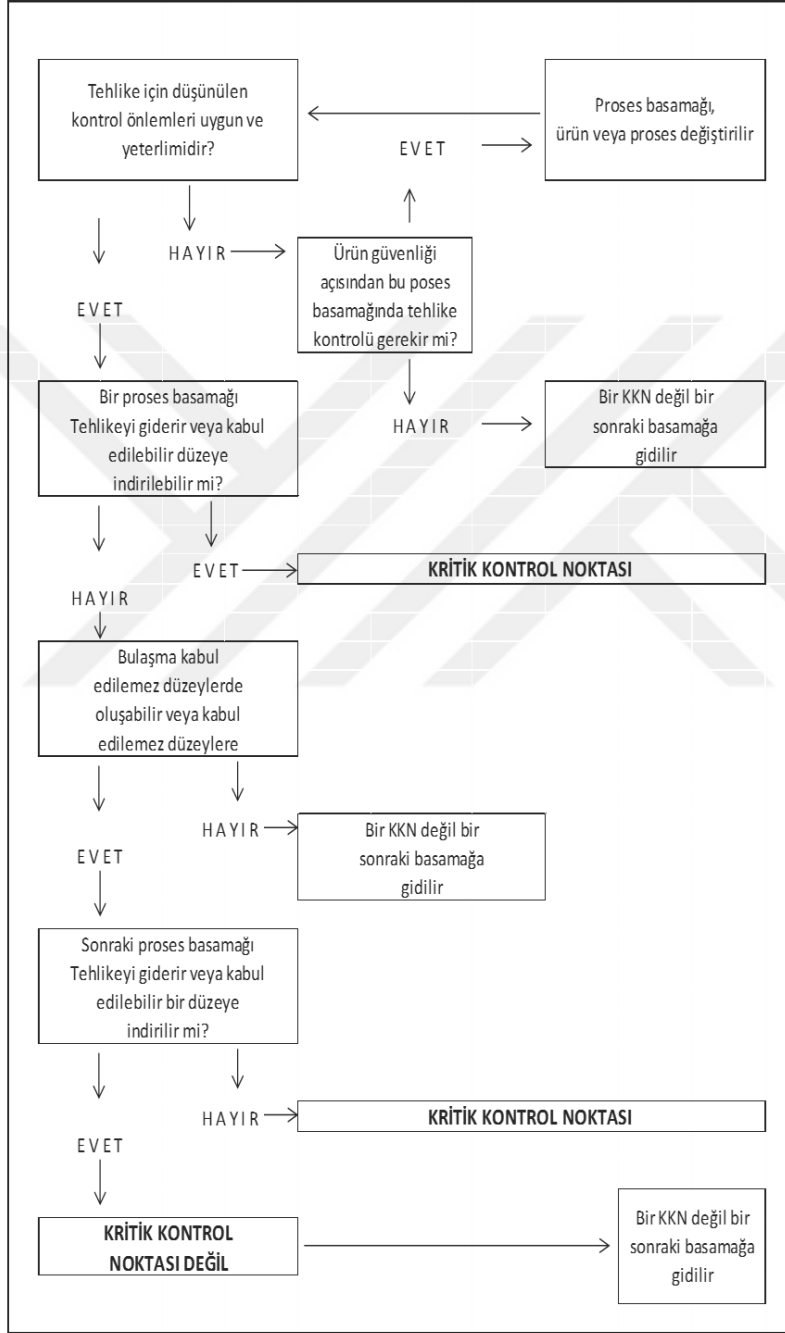 Tehlike için düşünülen
kontrol önlemleri uygun ve
yeterlimidir?
Proses basamağı,
ürün veya proses değiştirilir
EVET
HAYIR
Ürün güvenliği
açısından bu poses
basamağında tehlike
kontrolü gerekir mi?
EVET
Bir proses basamağı
Tehlikeyi giderir veya kabul
edilebilir düzeye
indirilebilir mi?
HAYIR
Bir KKN değil bir
sonraki basamağa
gidilir
EVET
KRİTİK KONTROL NOKTASI
HAYIR
Bulaşma kabul
edilemez düzeylerde
oluşabilir veya kabul
edilemez düzeylere
HAYIR
Bir KKN değil bir
sonraki basamağa
gidilir
EVET
Sonraki proses basamağı
Tehlikeyi giderir veya kabul
edilebilir bir düzeye
indirilir mi?
HAYIR
KRİTİK KONTROL NOKTASI
EVET
KRİTİK KONTROL
NOKTASI DEĞİL
Bir KKN değil bir
sonraki basamağa
gidilir